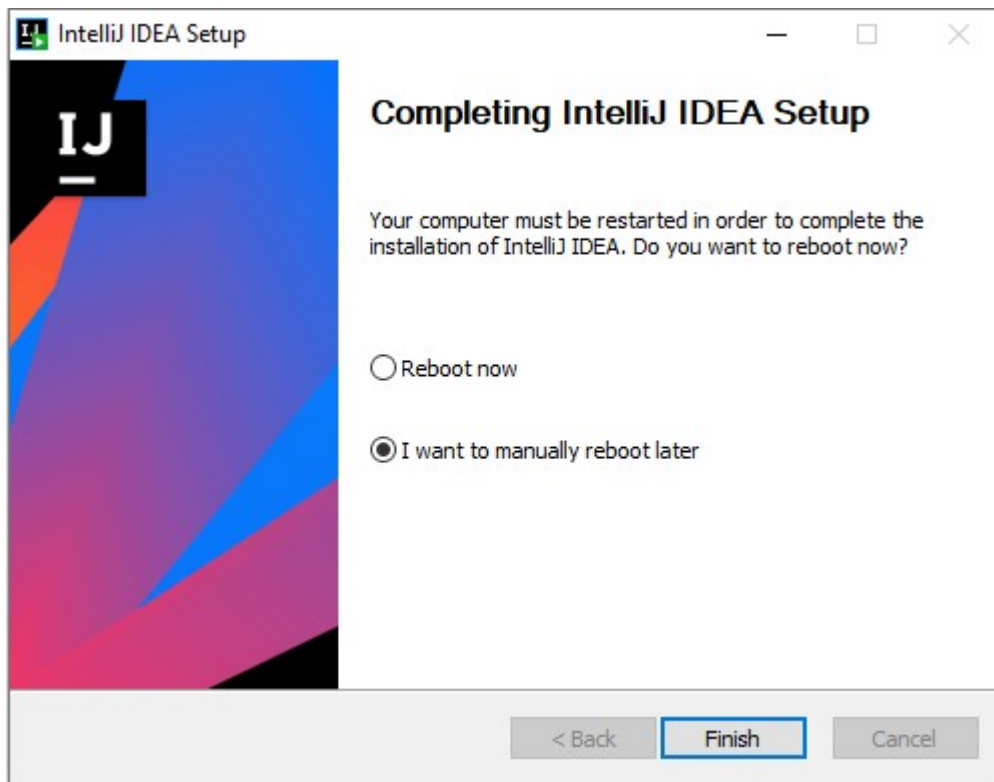 IntelliJ IDEA Setup
IJ
Completing IntelliJ IDEA Setup
Your computer must be restarted in order to complete the
installation of IntelliJ IDEA. Do you want to reboot now?
Reboot now
I want to manually reboot later
< Back
Finish
Cancel